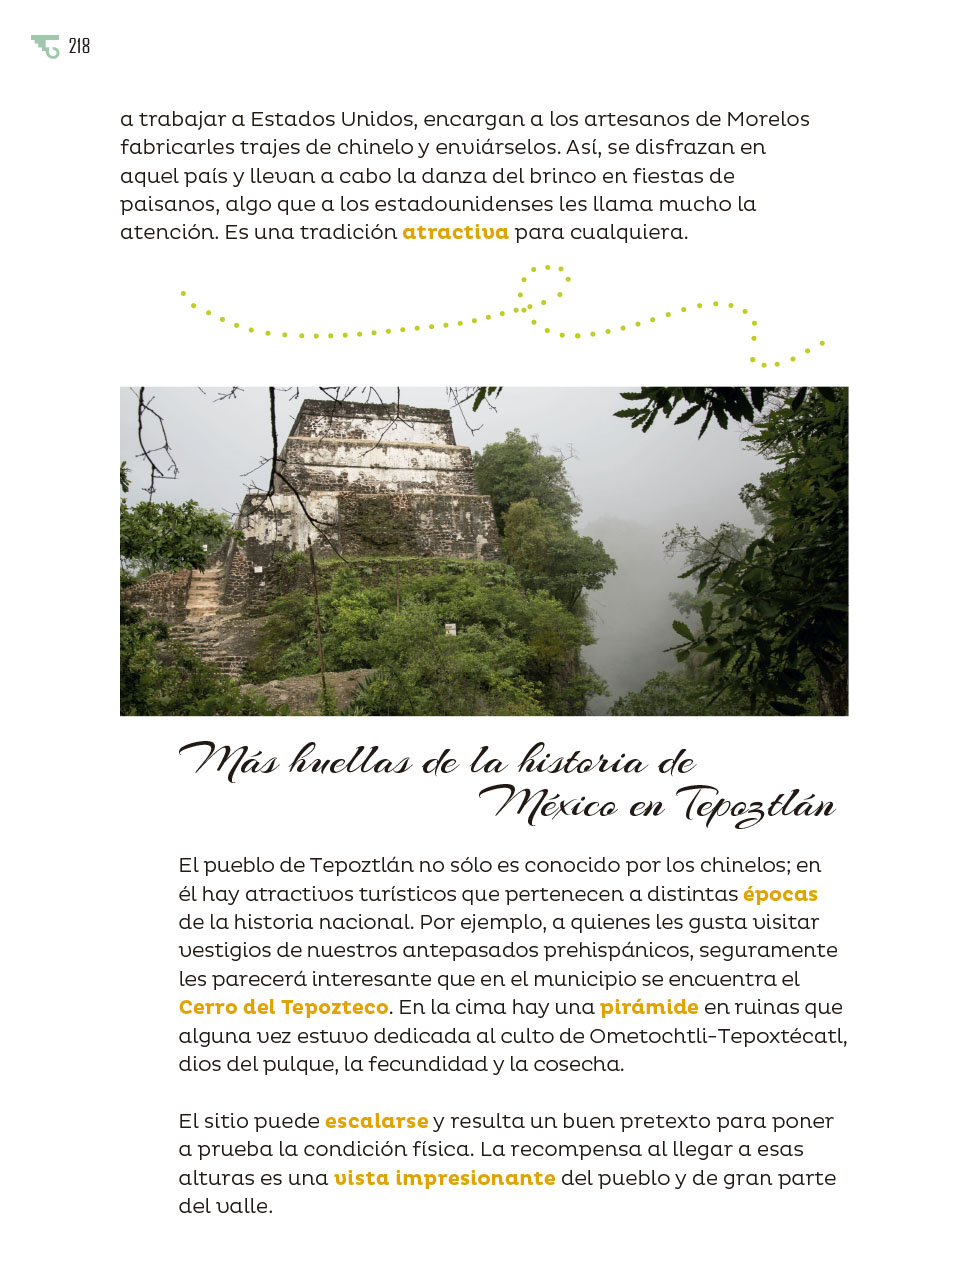 218
a trabajar a Estados Unidos, encargan a los artesanos de Morelos
fabricarles trajes de chinelo y enviárselos. Así, se disfrazan en
aquel país y llevan a cabo la danza del brinco en fiestas de
paisanos, algo que a los estadounidenses les llama mucho la
atención. Es una tradición atractiva para cualquiera.
Más huellas de la historia de
México en Tepoztlán
El pueblo de Tepoztlán no sólo es conocido por los chinelos; en
él hay atractivos turísticos que pertenecen a distintas épocas
de la historia nacional. Por ejemplo, a quienes les gusta visitar
vestigios de nuestros antepasados prehispánicos, seguramente
les parecerá interesante que en el municipio se encuentra el
Cerro del Tepozteco. En la cima hay una pirámide en ruinas que
alguna vez estuvo dedicada al culto de Ometochtli-Tepoxtécatl,
dios del pulque, la fecundidad y la cosecha.
El sitio puede escalarse y resulta un buen pretexto para poner
a prueba la condición física. La recompensa al llegar a esas
alturas es una vista impresionante del pueblo y de gran parte
del valle.